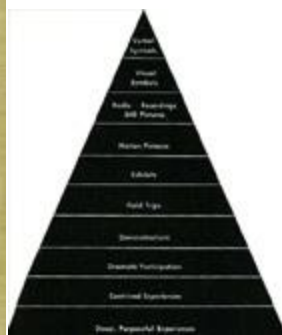 Verbal
Symbols
Visual
Symbols
Radio Recordings
Still Pictures
Motion Pictures
Exhibits
Field Trips
Demonstrations
Dramatic Participation
Contrived Experiences
Direct, Purposeful Experiences